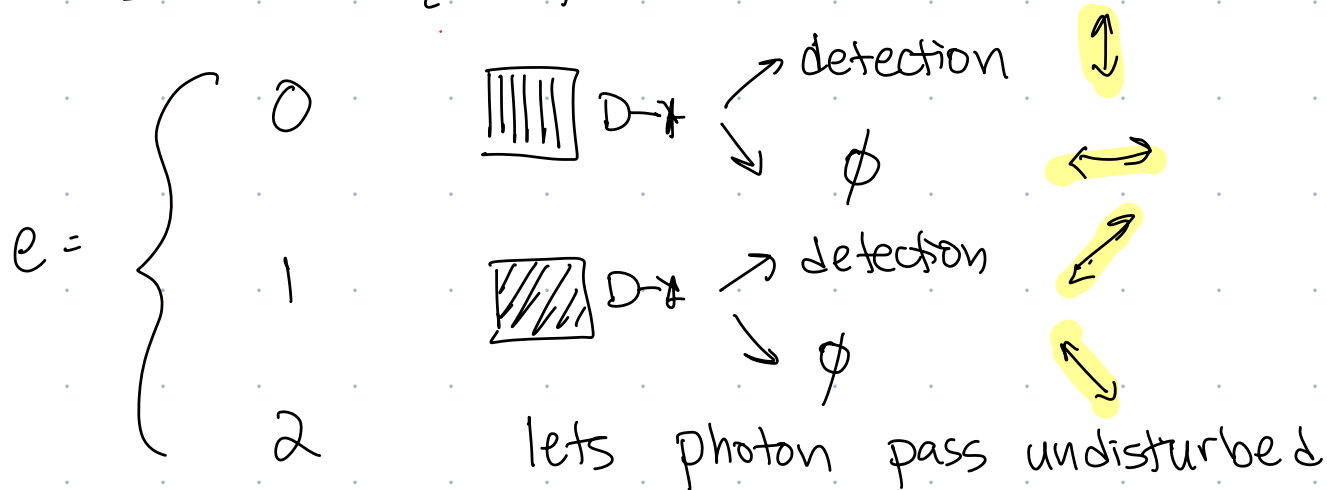 0 D detection ↕
∅ ↔
e = {
1 D detection ⤢
∅ ⤡
2 lets photon pass undisturbed